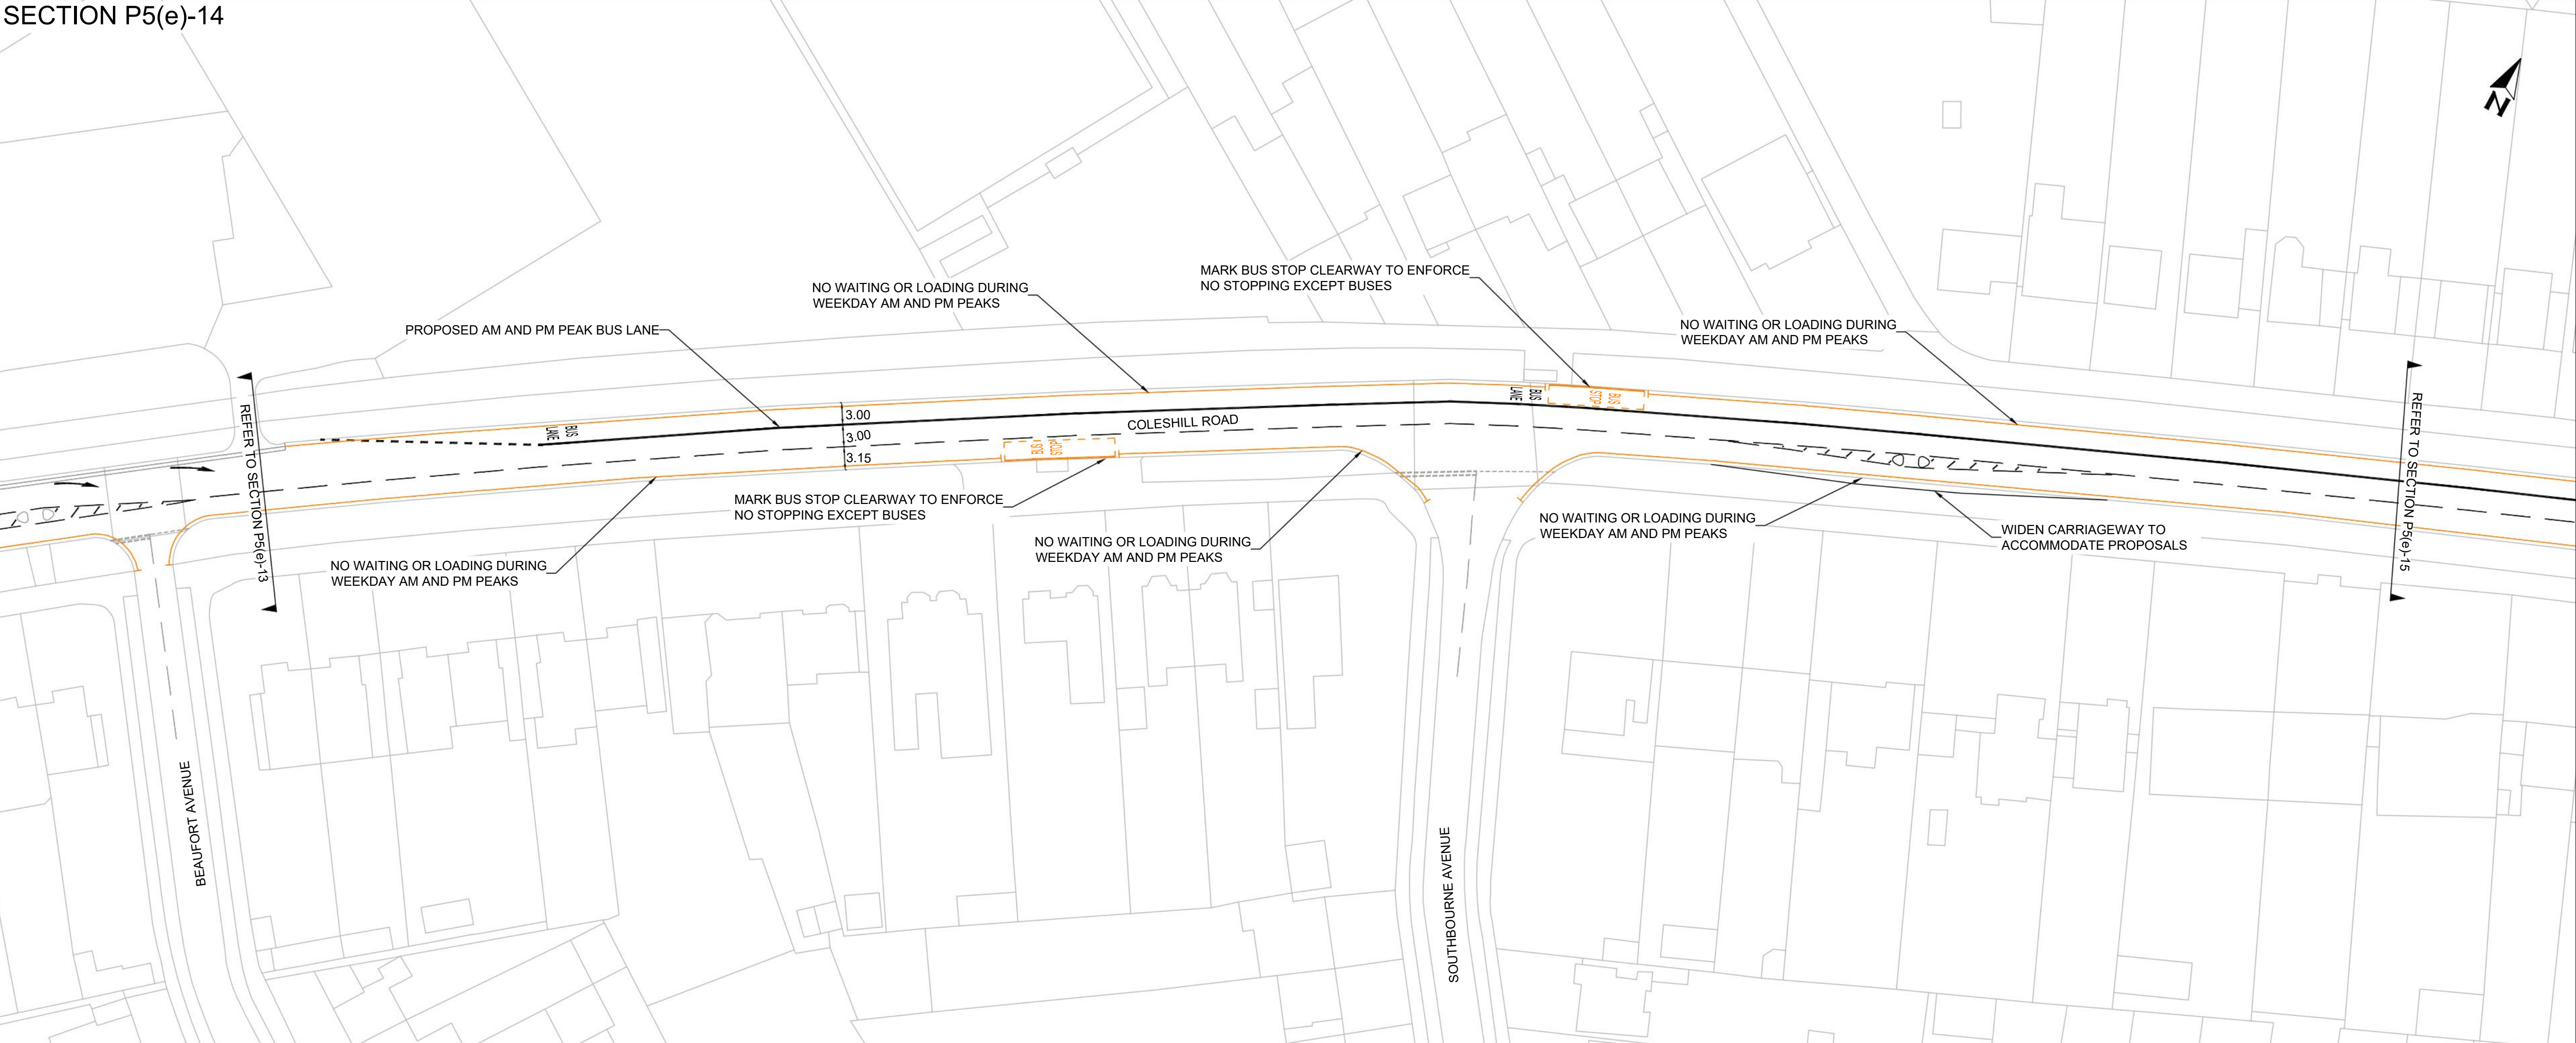 SECTION P5(e)-14
N
MARK BUS STOP CLEARWAY TO ENFORCE
NO STOPPING EXCEPT BUSES
NO WAITING OR LOADING DURING
WEEKDAY AM AND PM PEAKS
PROPOSED AM AND PM PEAK BUS LANE
NO WAITING OR LOADING DURING
WEEKDAY AM AND PM PEAKS
REFER TO SECTION P5(e)-13
REFER TO SECTION P5(e)-15
BUS
LANE
BUS
LANE
BUS
STOP
3.00
3.00
3.15
COLESHILL ROAD
BUS
STOP
MARK BUS STOP CLEARWAY TO ENFORCE
NO STOPPING EXCEPT BUSES
NO WAITING OR LOADING DURING
WEEKDAY AM AND PM PEAKS
NO WAITING OR LOADING DURING
WEEKDAY AM AND PM PEAKS
NO WAITING OR LOADING DURING
WEEKDAY AM AND PM PEAKS
WIDEN CARRIAGEWAY TO
ACCOMMODATE PROPOSALS
BEAUFORT AVENUE
SOUTHBOURNE AVENUE